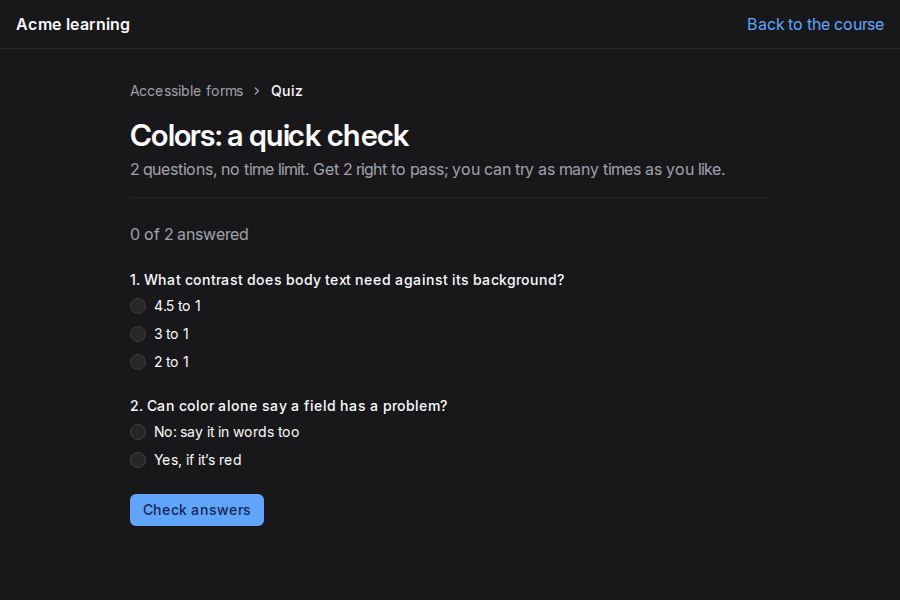 Acme learning
Back to the course
Accessible forms > Quiz
Colors: a quick check
2 questions, no time limit. Get 2 right to pass; you can try as many times as you like.
0 of 2 answered
1. What contrast does body text need against its background?
4.5 to 1
3 to 1
2 to 1
2. Can color alone say a field has a problem?
No: say it in words too
Yes, if it’s red
Check answers